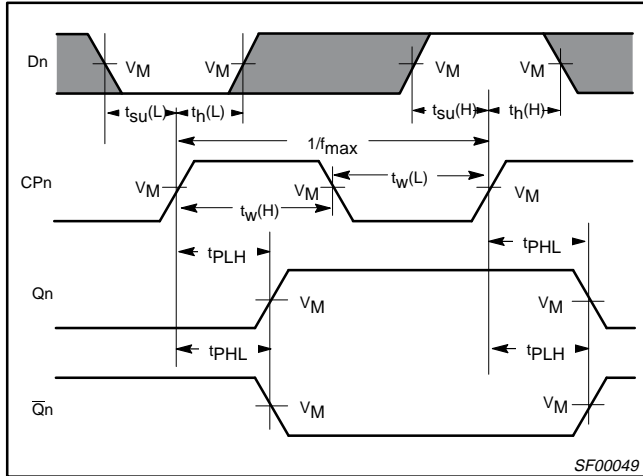 Dn
VM VM VM VM
tsu(L) th(L) tsu(H) th(H)
1/fmax
CPn
VM VM tw(L) VM
tw(H)
tPLH tPHL
Qn
VM VM
tPHL tPLH
Q̅n
VM VM
SF00049